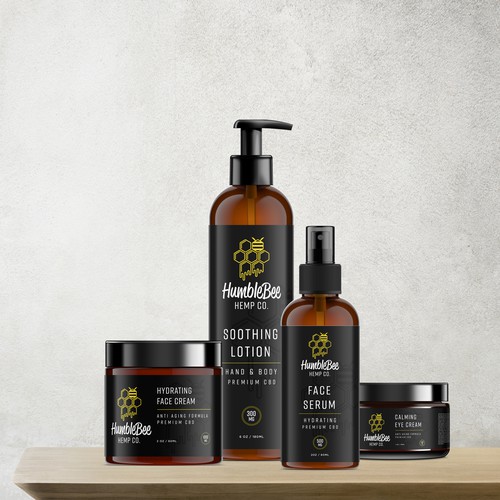 HumbleBee
HEMP CO.
SOOTHING
LOTION
HAND & BODY
PREMIUM CBD
300
MG
HumbleBee
HEMP CO.
FACE
SERUM
HYDRATING
PREMIUM CBD
MG
HumbleBee
HEMP CO.
HYDRATING
FACE CREAM
ANTI AGING FORMULA
PREMIUM CBD
HumbleBee
HEMP CO.
CALMING
EYE CREAM